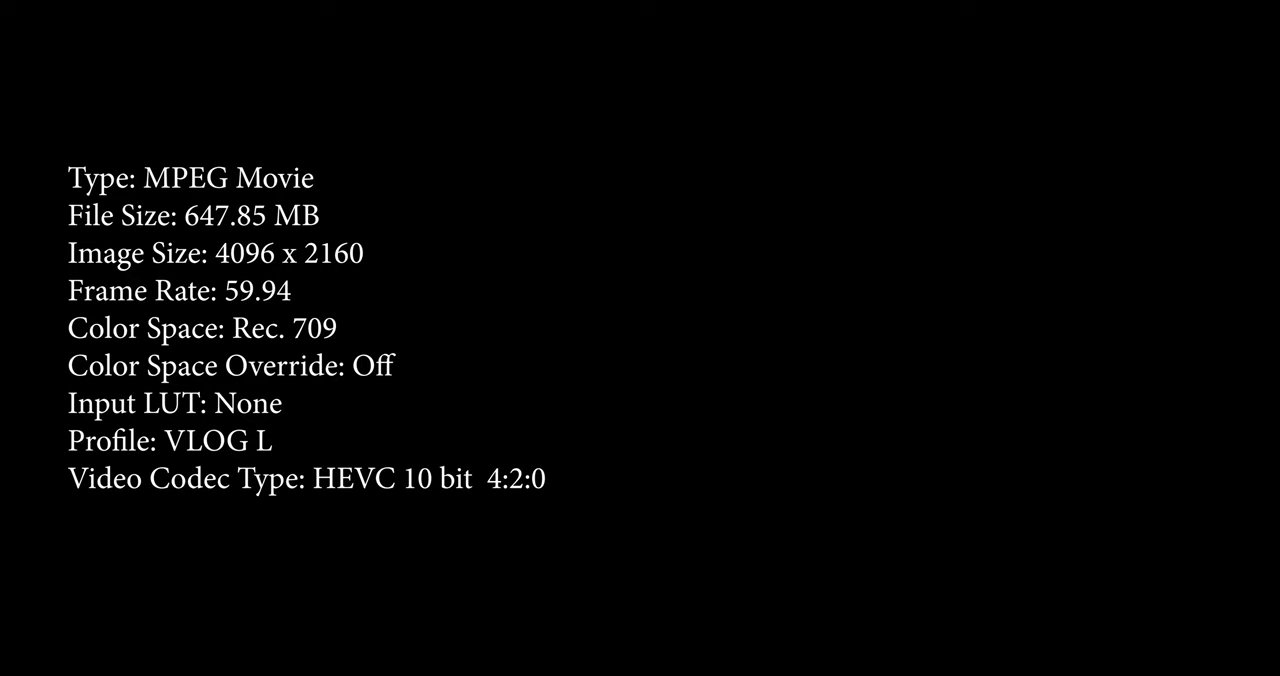 Type: MPEG Movie
File Size: 647.85 MB
Image Size: 4096 x 2160
Frame Rate: 59.94
Color Space: Rec. 709
Color Space Override: Off
Input LUT: None
Profile: VLOG L
Video Codec Type: HEVC 10 bit  4:2:0